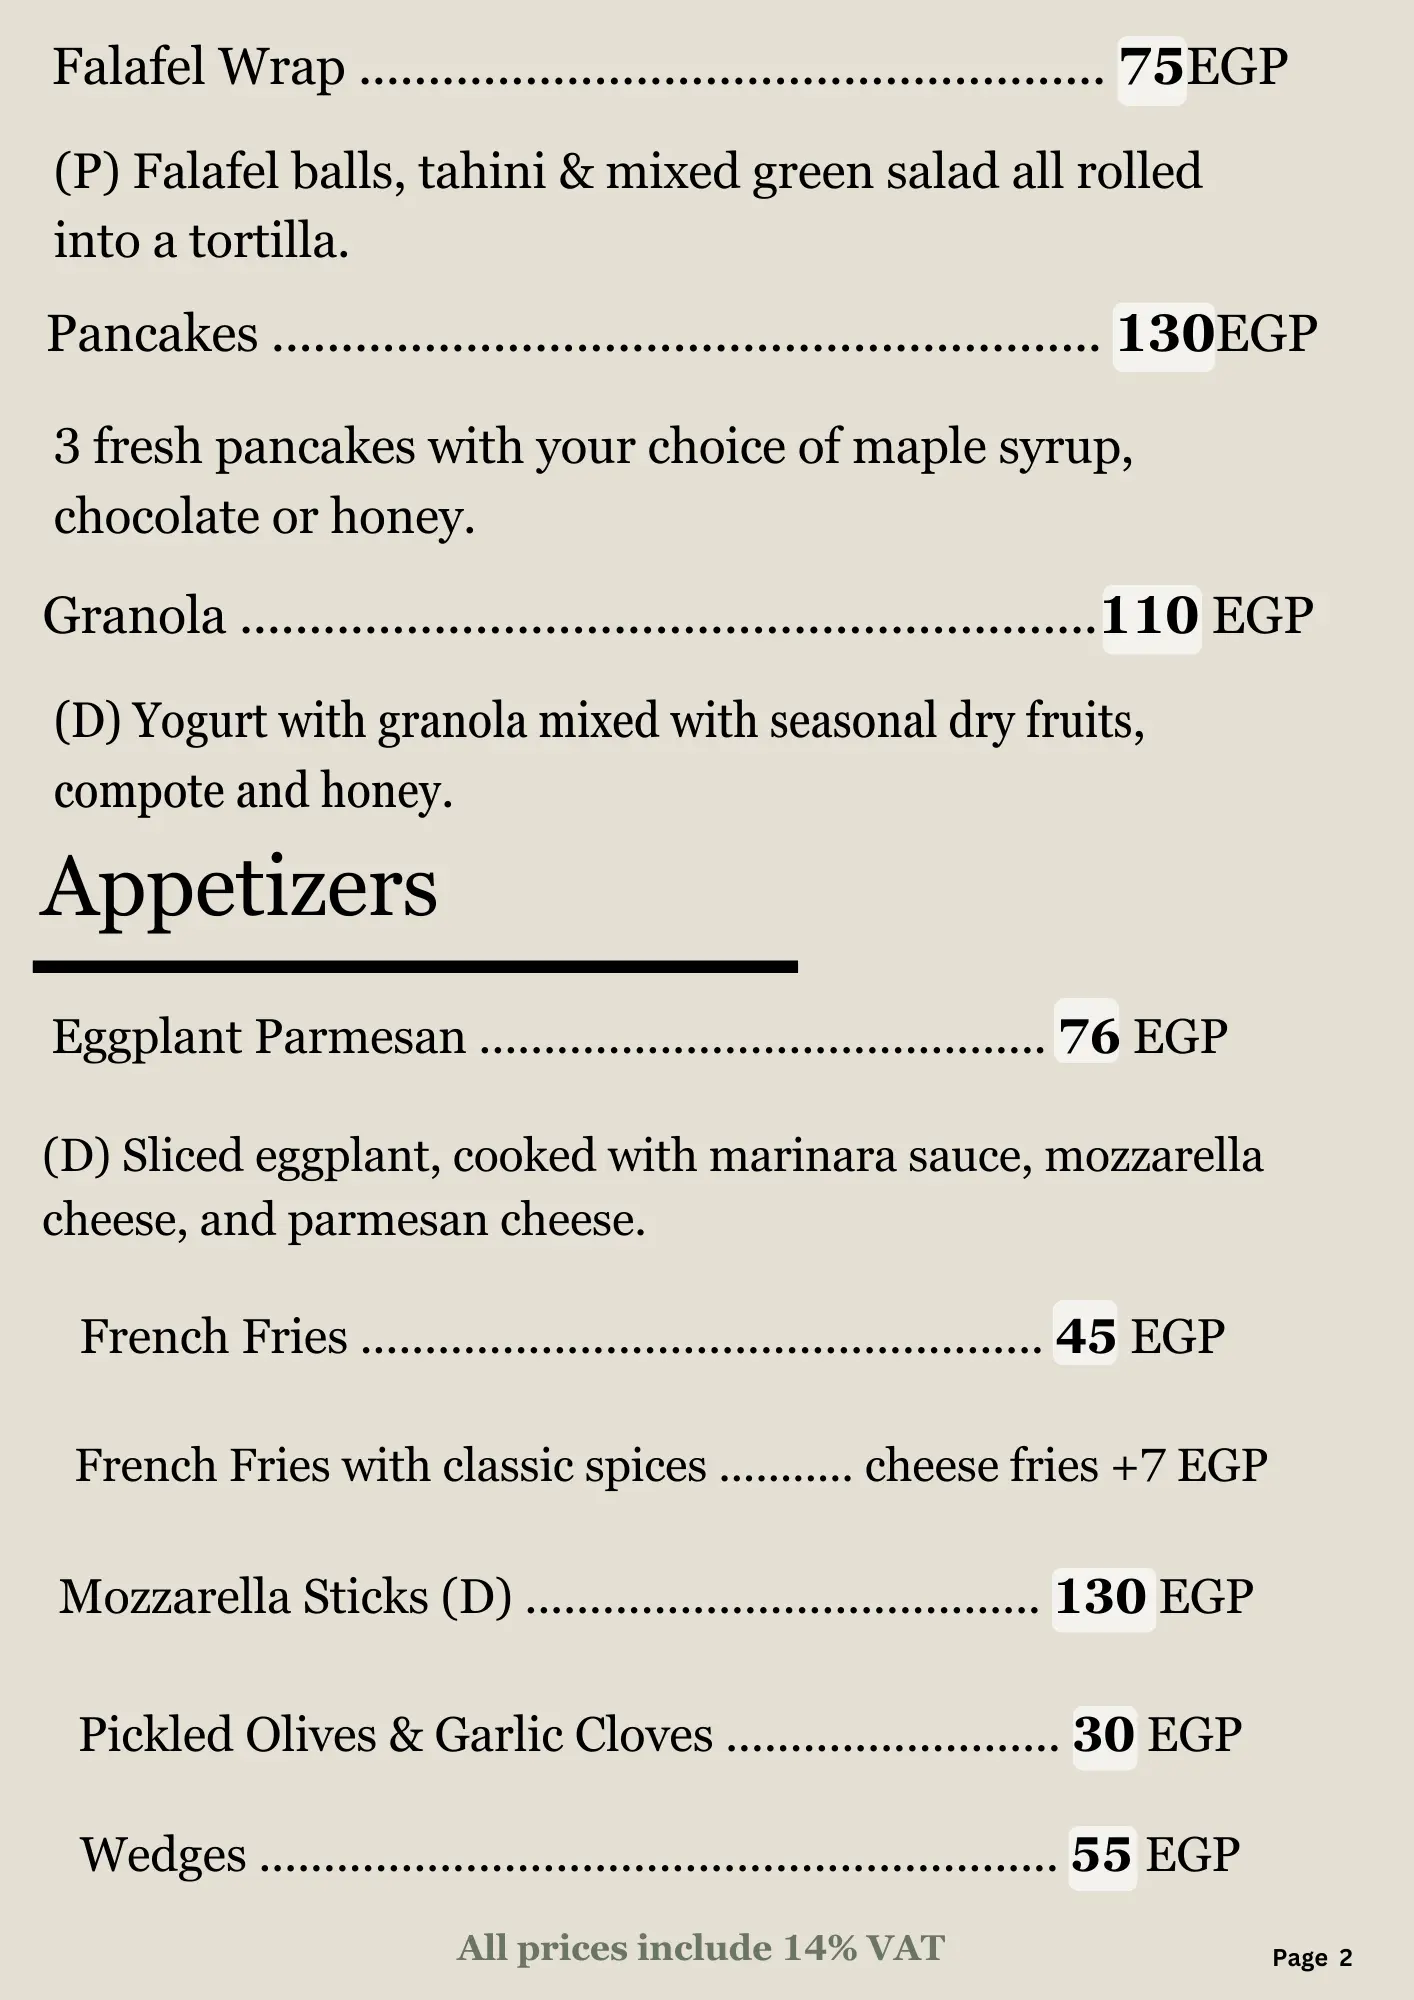 Falafel Wrap ...................................................... 75EGP
(P) Falafel balls, tahini & mixed green salad all rolled
into a tortilla.
Pancakes ............................................................ 130EGP
3 fresh pancakes with your choice of maple syrup,
chocolate or honey.
Granola ..............................................................110 EGP
(D) Yogurt with granola mixed with seasonal dry fruits,
compote and honey.
Appetizers
Eggplant Parmesan ............................................ 76 EGP
(D) Sliced eggplant, cooked with marinara sauce, mozzarella
cheese, and parmesan cheese.
French Fries ..................................................... 45 EGP
French Fries with classic spices ........... cheese fries +7 EGP
Mozzarella Sticks (D) ........................................ 130 EGP
Pickled Olives & Garlic Cloves .......................... 30 EGP
Wedges .............................................................. 55 EGP
All prices include 14% VAT
Page 2